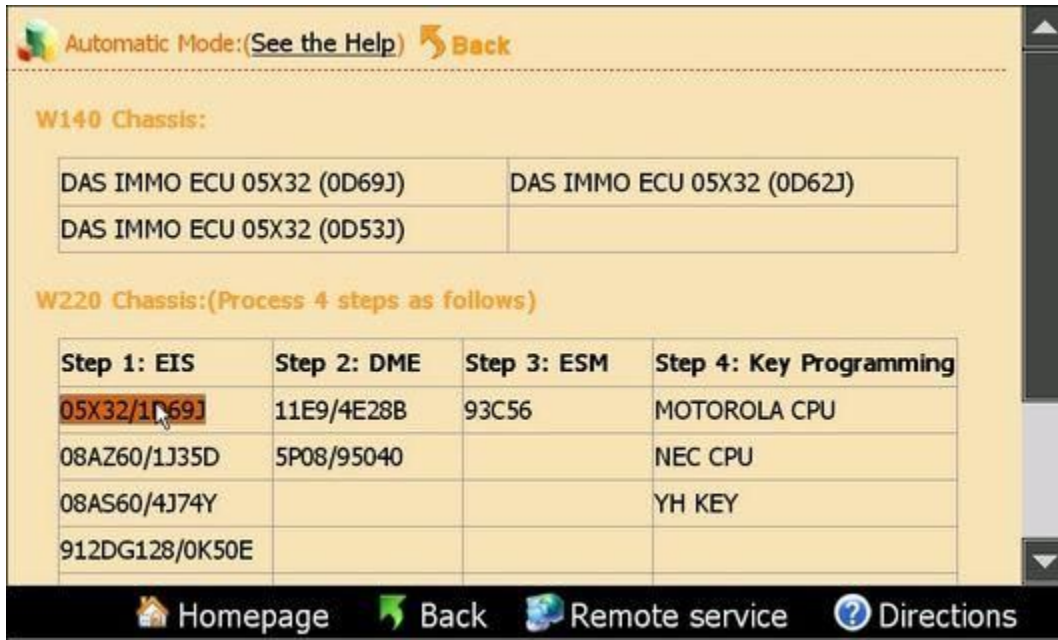 Automatic Mode:(See the Help) Back
W140 Chassis:
DAS IMMO ECU 05X32 (0D69J) DAS IMMO ECU 05X32 (0D62J)
DAS IMMO ECU 05X32 (0D53J)
W220 Chassis:(Process 4 steps as follows)
Step 1: EIS Step 2: DME Step 3: ESM Step 4: Key Programming
05X32/1D69J 11E9/4E28B 93C56 MOTOROLA CPU
08AZ60/1J35D 5P08/95040 NEC CPU
08AS60/4J74Y YH KEY
912DG128/0K50E
Homepage Back Remote service Directions